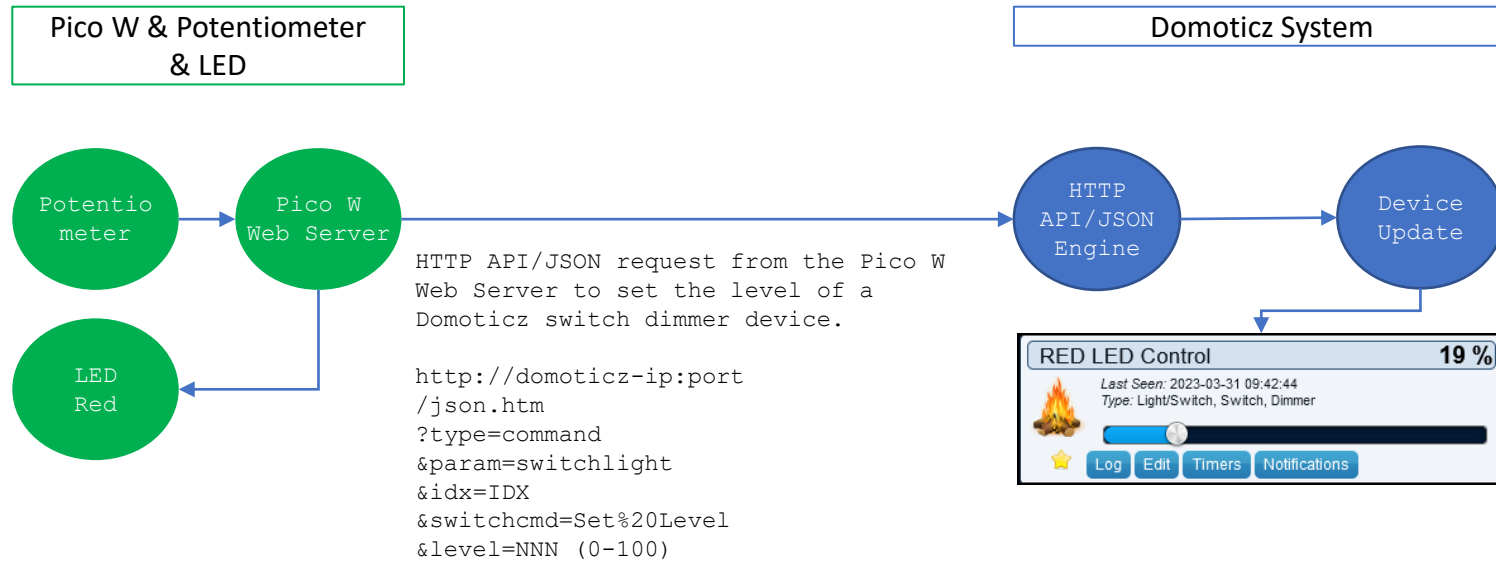 Pico W & Potentiometer
& LED
Domoticz System
Potentio
meter
Pico W
Web Server
HTTP
API/JSON
Engine
Device
Update
LED
Red
HTTP API/JSON request from the Pico W
Web Server to set the level of a
Domoticz switch dimmer device.
http://domoticz-ip:port
/json.htm
?type=command
&param=switchlight
&idx=IDX
&switchcmd=Set%20Level
&level=NNN (0-100)
RED LED Control 19 %
Last Seen: 2023-03-31 09:42:44
Type: Light/Switch, Switch, Dimmer
Log Edit Timers Notifications